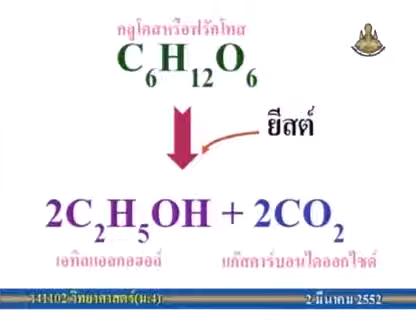 กลูโคสหรือฟรัคโทส
C6H12O6
ยีสต์
2C2H5OH + 2CO2
เอทิลแอลกอฮอล์ แก๊สคาร์บอนไดออกไซด์
วิทยาศาสตร์(ม.4) 2 มีนาคม 2552